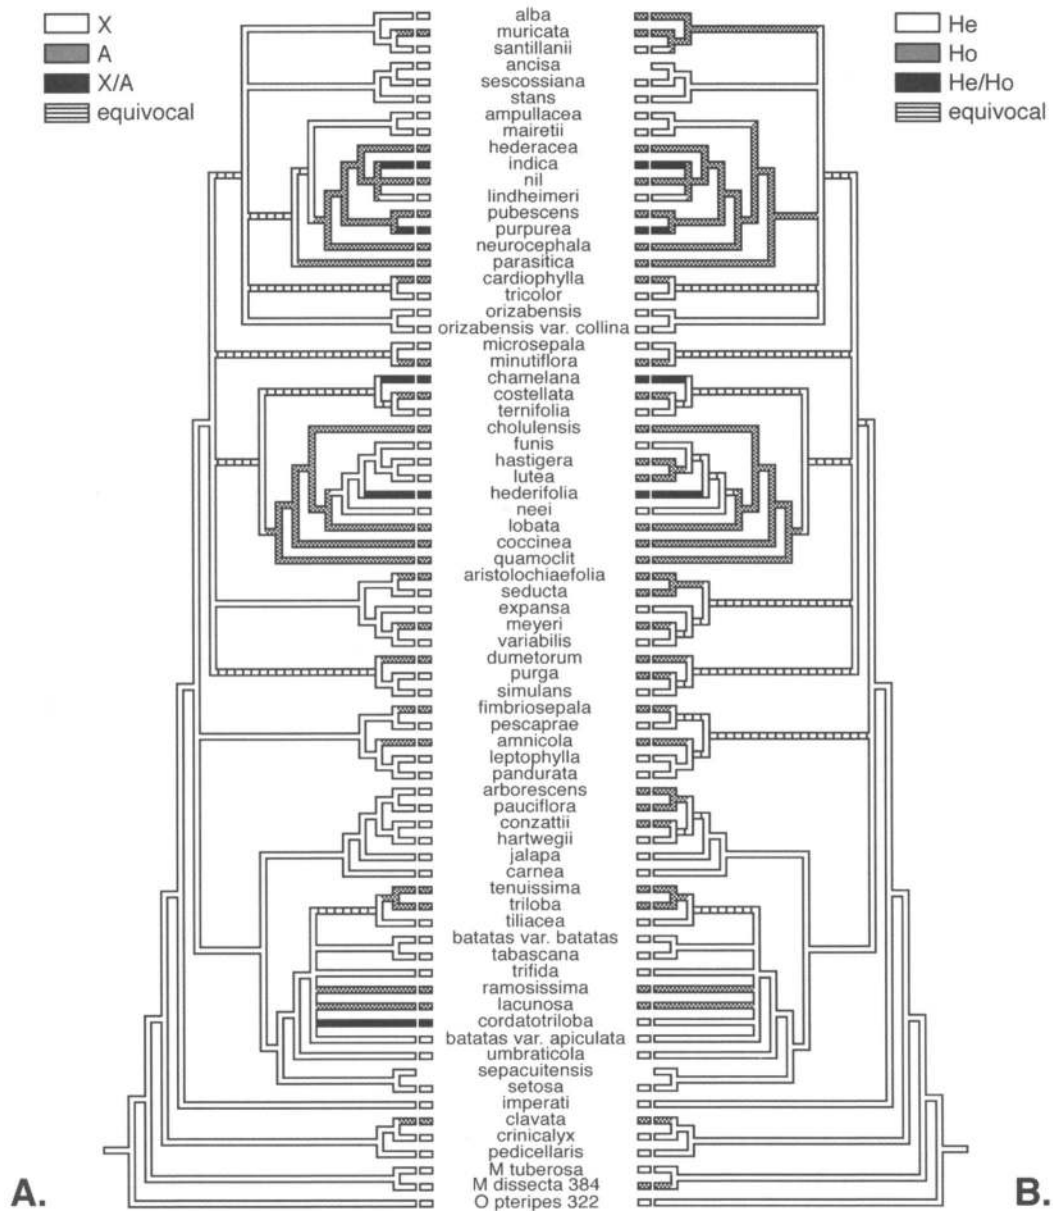 X
A
X/A
equivocal
He
Ho
He/Ho
equivocal
alba
muricata
santillanii
ancisa
sescossiana
stans
ampullacea
mairetii
hederacea
indica
nil
lindheimeri
pubescens
purpurea
neurocephala
parasitica
cardiophylla
tricolor
orizabensis
orizabensis var. collina
microsepala
minutiflora
chamelana
costellata
ternifolia
cholulensis
funis
hastigera
lutea
hederifolia
neei
lobata
coccinea
quamoclit
aristolochiaefolia
seducta
expansa
meyeri
variabilis
dumetorum
purga
simulans
fimbriosepala
pescaprae
amnicola
leptophylla
pandurata
arborescens
pauciflora
conzattii
hartwegii
jalapa
carnea
tenuissima
triloba
tiliacea
batatas var. batatas
tabascana
trifida
ramosissima
lacunosa
cordatotriloba
batatas var. apiculata
umbraticola
sepacuitensis
setosa
imperati
clavata
crinicalyx
pedicellaris
M tuberosa
M dissecta 384
O pteripes 322
A.
B.